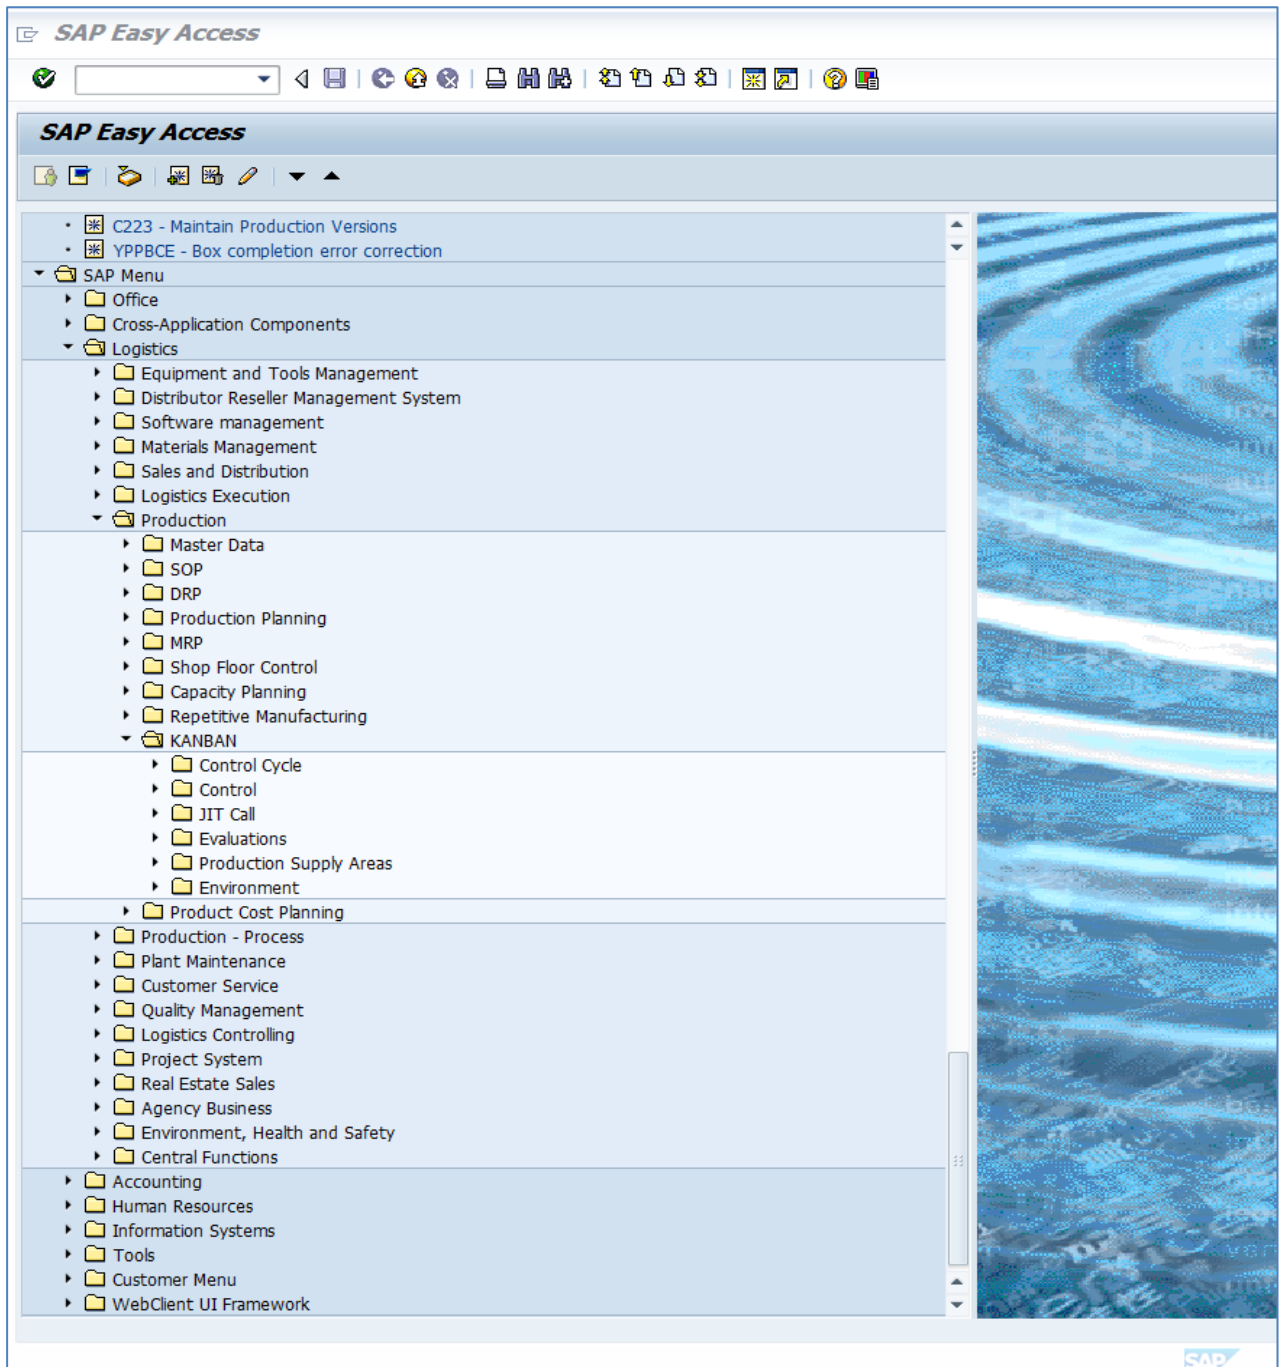 SAP Easy Access
SAP Easy Access
C223 - Maintain Production Versions
YPPBCE - Box completion error correction
SAP Menu
Office
Cross-Application Components
Logistics
Equipment and Tools Management
Distributor Reseller Management System
Software management
Materials Management
Sales and Distribution
Logistics Execution
Production
Master Data
SOP
DRP
Production Planning
MRP
Shop Floor Control
Capacity Planning
Repetitive Manufacturing
KANBAN
Control Cycle
Control
JIT Call
Evaluations
Production Supply Areas
Environment
Product Cost Planning
Production - Process
Plant Maintenance
Customer Service
Quality Management
Logistics Controlling
Project System
Real Estate Sales
Agency Business
Environment, Health and Safety
Central Functions
Accounting
Human Resources
Information Systems
Tools
Customer Menu
WebClient UI Framework
SAP